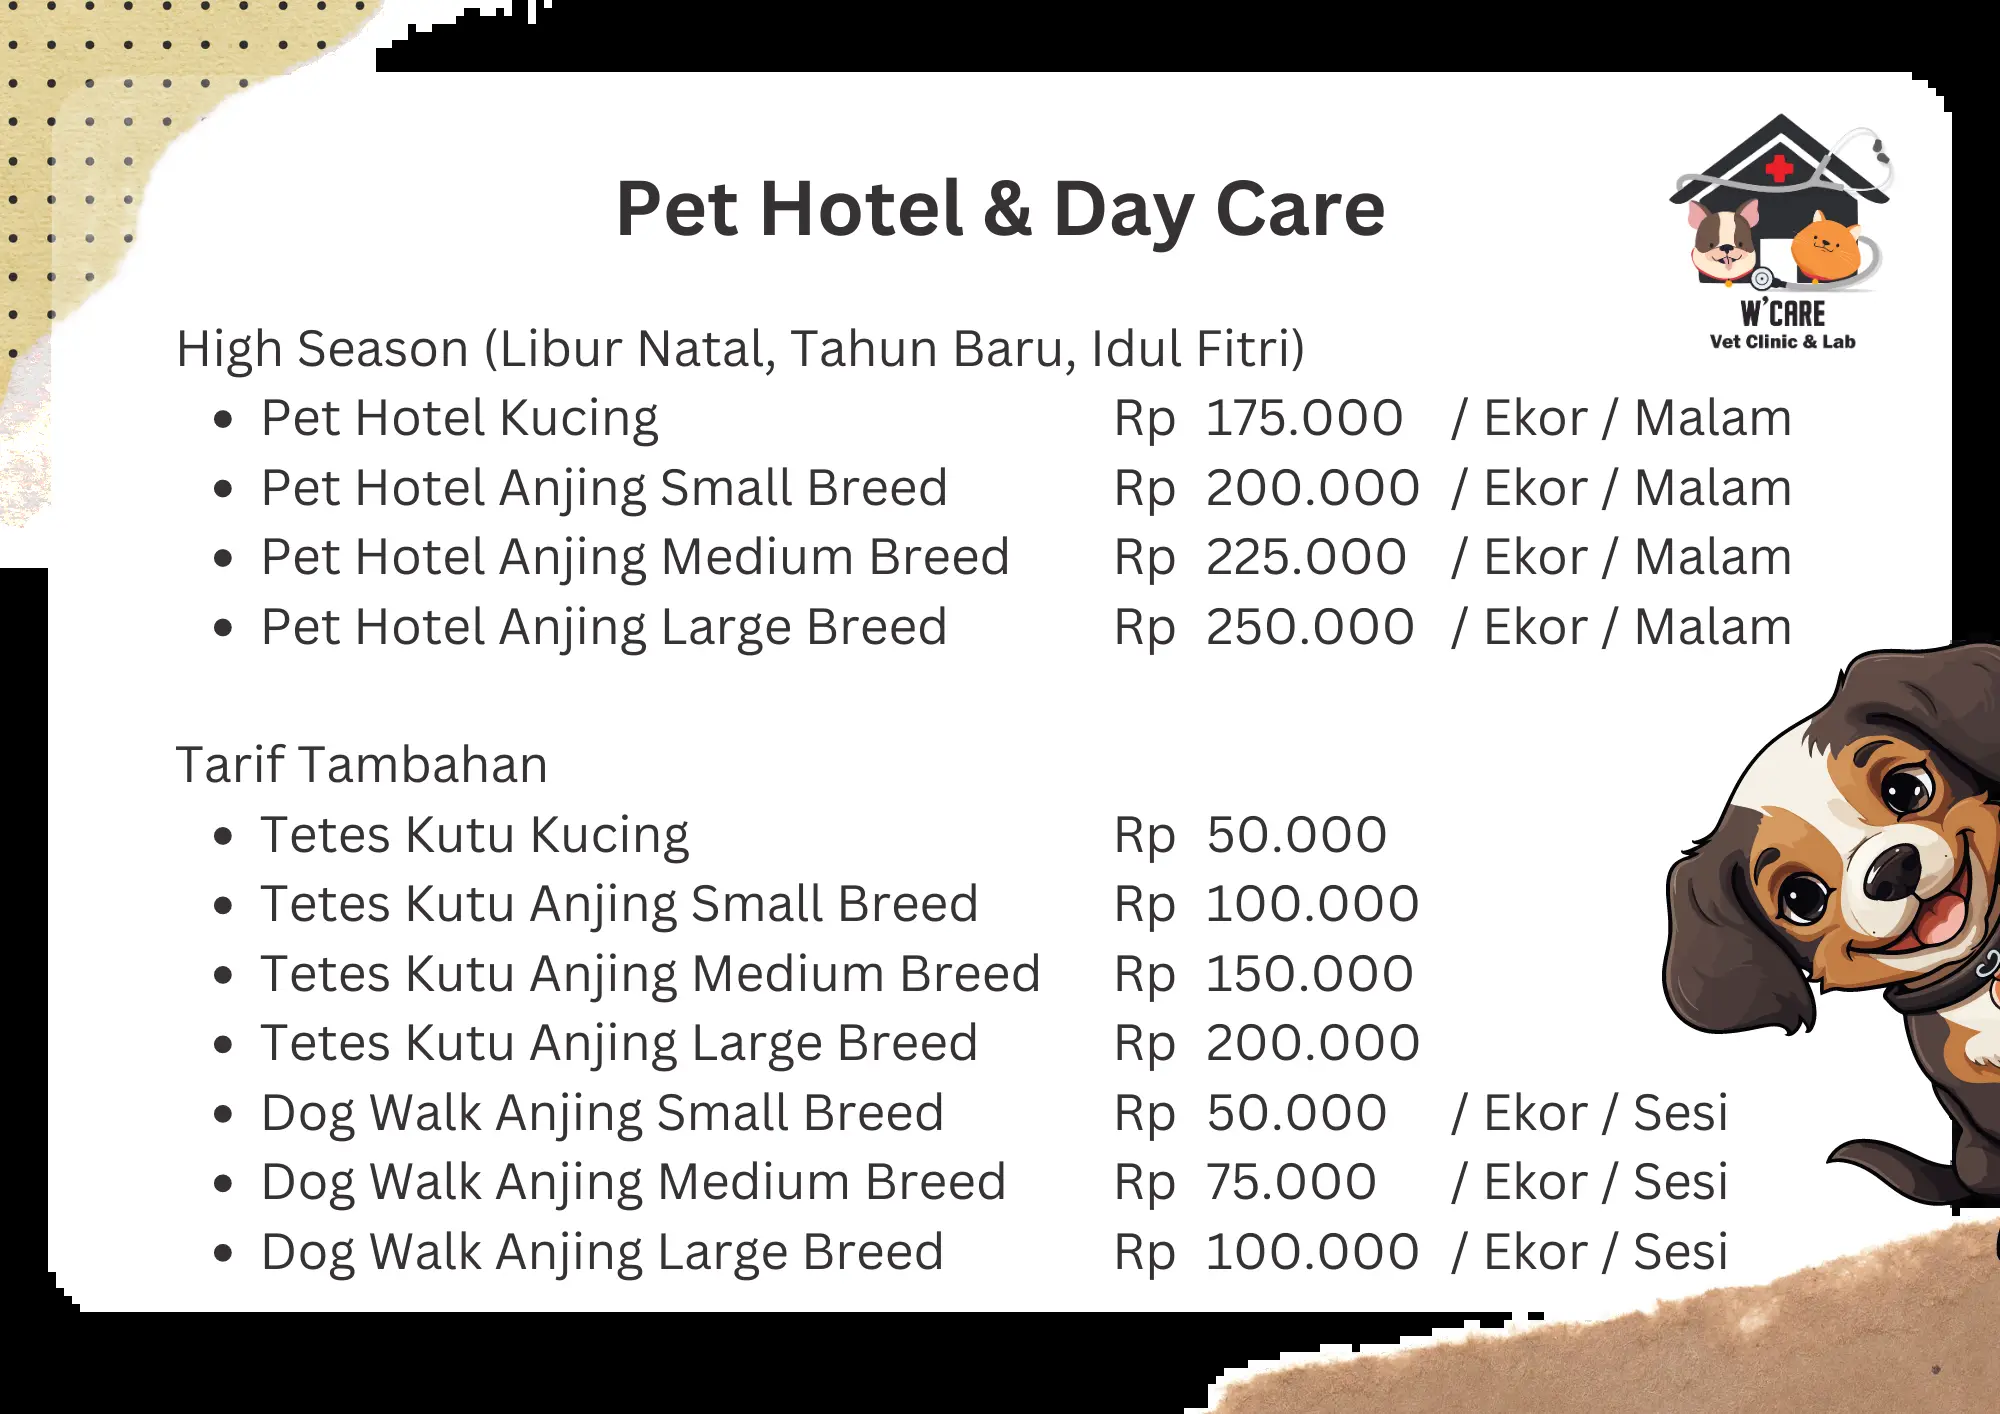 Pet Hotel & Day Care
W'CARE
Vet Clinic & Lab
High Season (Libur Natal, Tahun Baru, Idul Fitri)
• Pet Hotel Kucing Rp 175.000 / Ekor / Malam
• Pet Hotel Anjing Small Breed Rp 200.000 / Ekor / Malam
• Pet Hotel Anjing Medium Breed Rp 225.000 / Ekor / Malam
• Pet Hotel Anjing Large Breed Rp 250.000 / Ekor / Malam
Tarif Tambahan
• Tetes Kutu Kucing Rp 50.000
• Tetes Kutu Anjing Small Breed Rp 100.000
• Tetes Kutu Anjing Medium Breed Rp 150.000
• Tetes Kutu Anjing Large Breed Rp 200.000
• Dog Walk Anjing Small Breed Rp 50.000 / Ekor / Sesi
• Dog Walk Anjing Medium Breed Rp 75.000 / Ekor / Sesi
• Dog Walk Anjing Large Breed Rp 100.000 / Ekor / Sesi